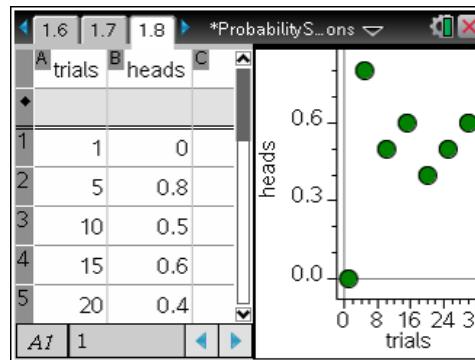 1.6 1.7 1.8 *ProbabilityS...ons
A trials B heads C
1 1 0
2 5 0.8
3 10 0.5
4 15 0.6
5 20 0.4
A1 1
heads
0.6
0.3
0.0
0 8 16 24 3
trials